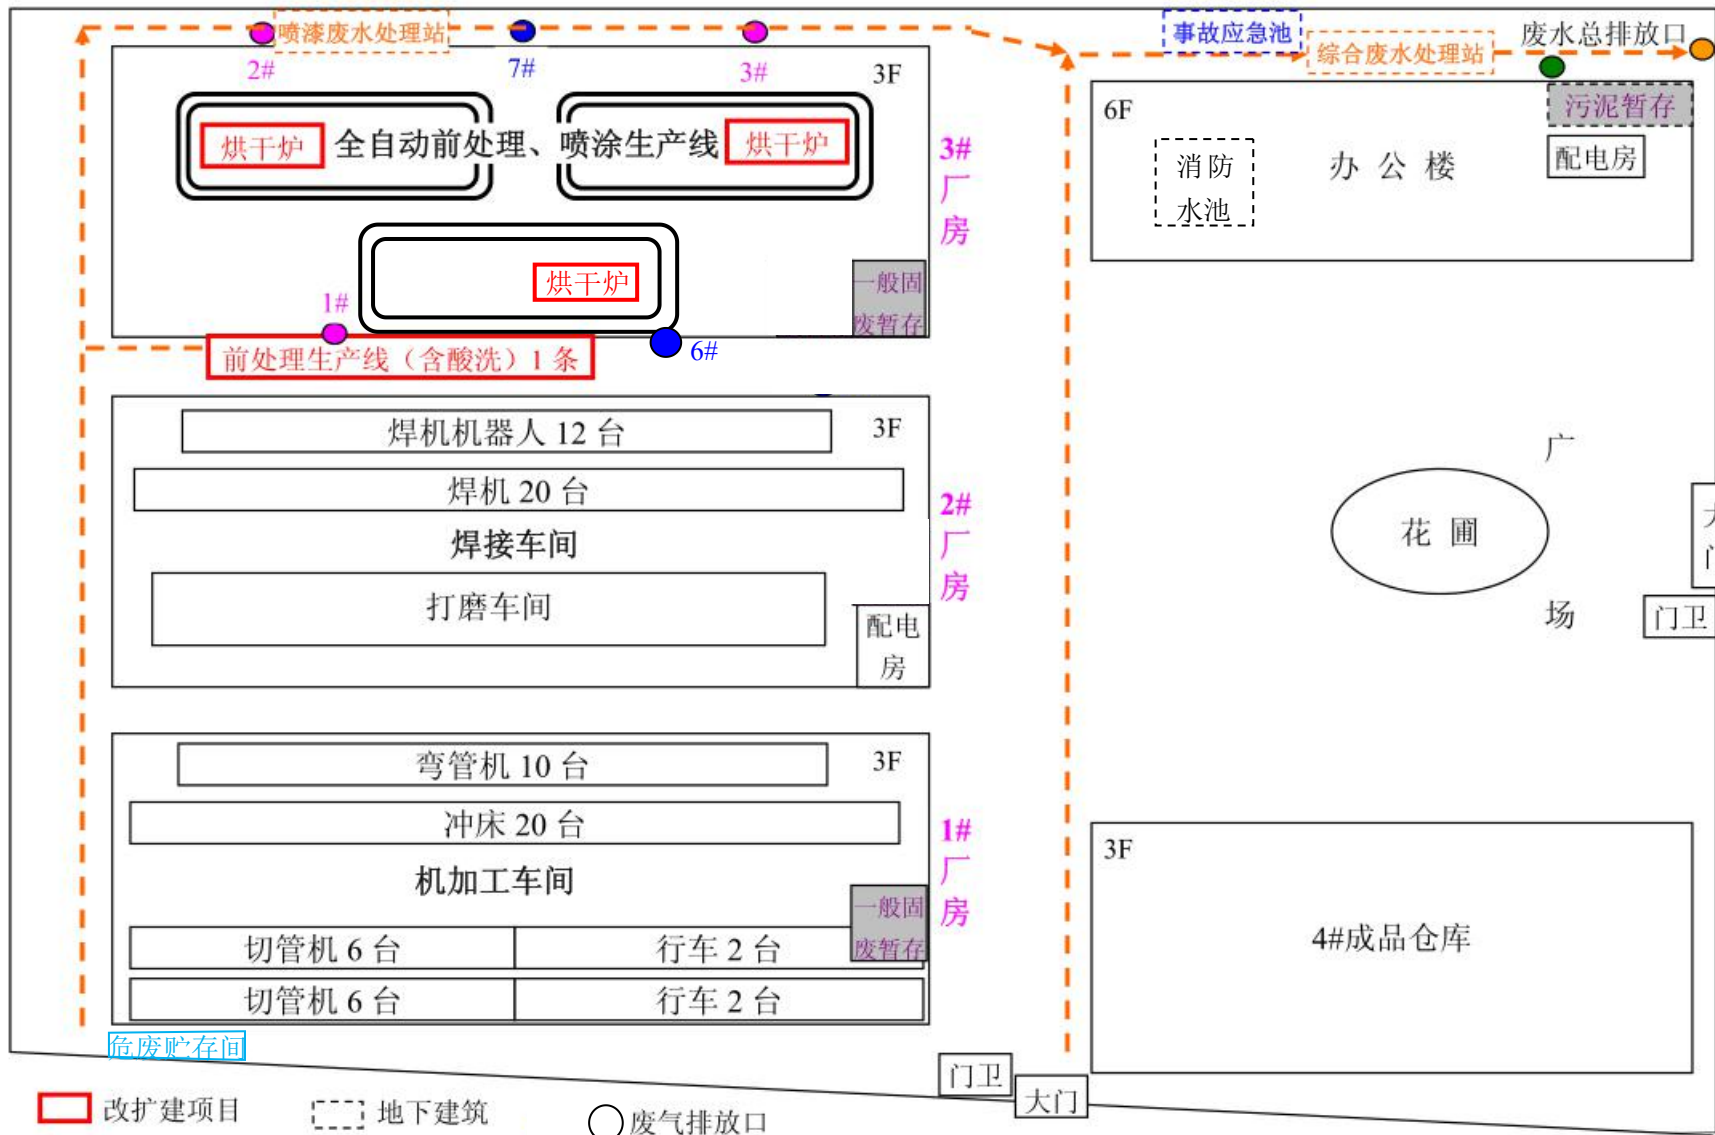 喷漆废水处理站
事故应急池
综合废水处理站
废水总排放口
2#
7#
3#
3F
烘干炉
全自动前处理、喷涂生产线
烘干炉
烘干炉
1#
一般固
废暂存
前处理生产线（含酸洗）1 条
6#
3#
厂
房
6F
消防
水池
办 公 楼
污泥暂存
配电房
焊机机器人 12 台
3F
焊机 20 台
焊接车间
打磨车间
配电
房
2#
厂
房
广
花 圃
场
门卫
弯管机 10 台
3F
冲床 20 台
机加工车间
一般固
废暂存
切管机 6 台
行车 2 台
切管机 6 台
行车 2 台
1#
厂
房
3F
4#成品仓库
危废贮存间
门卫
大门
改扩建项目
地下建筑
废气排放口